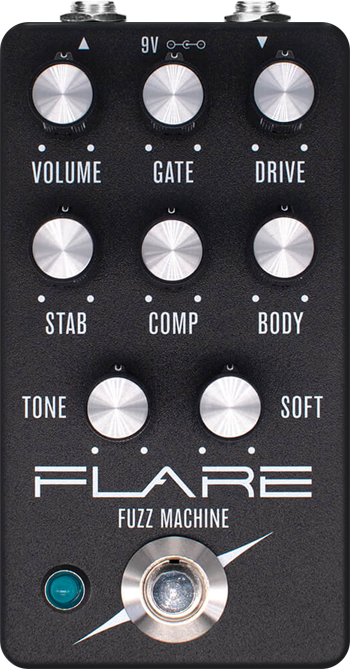 9V
VOLUME GATE DRIVE
STAB COMP BODY
TONE SOFT
FLARE
FUZZ MACHINE